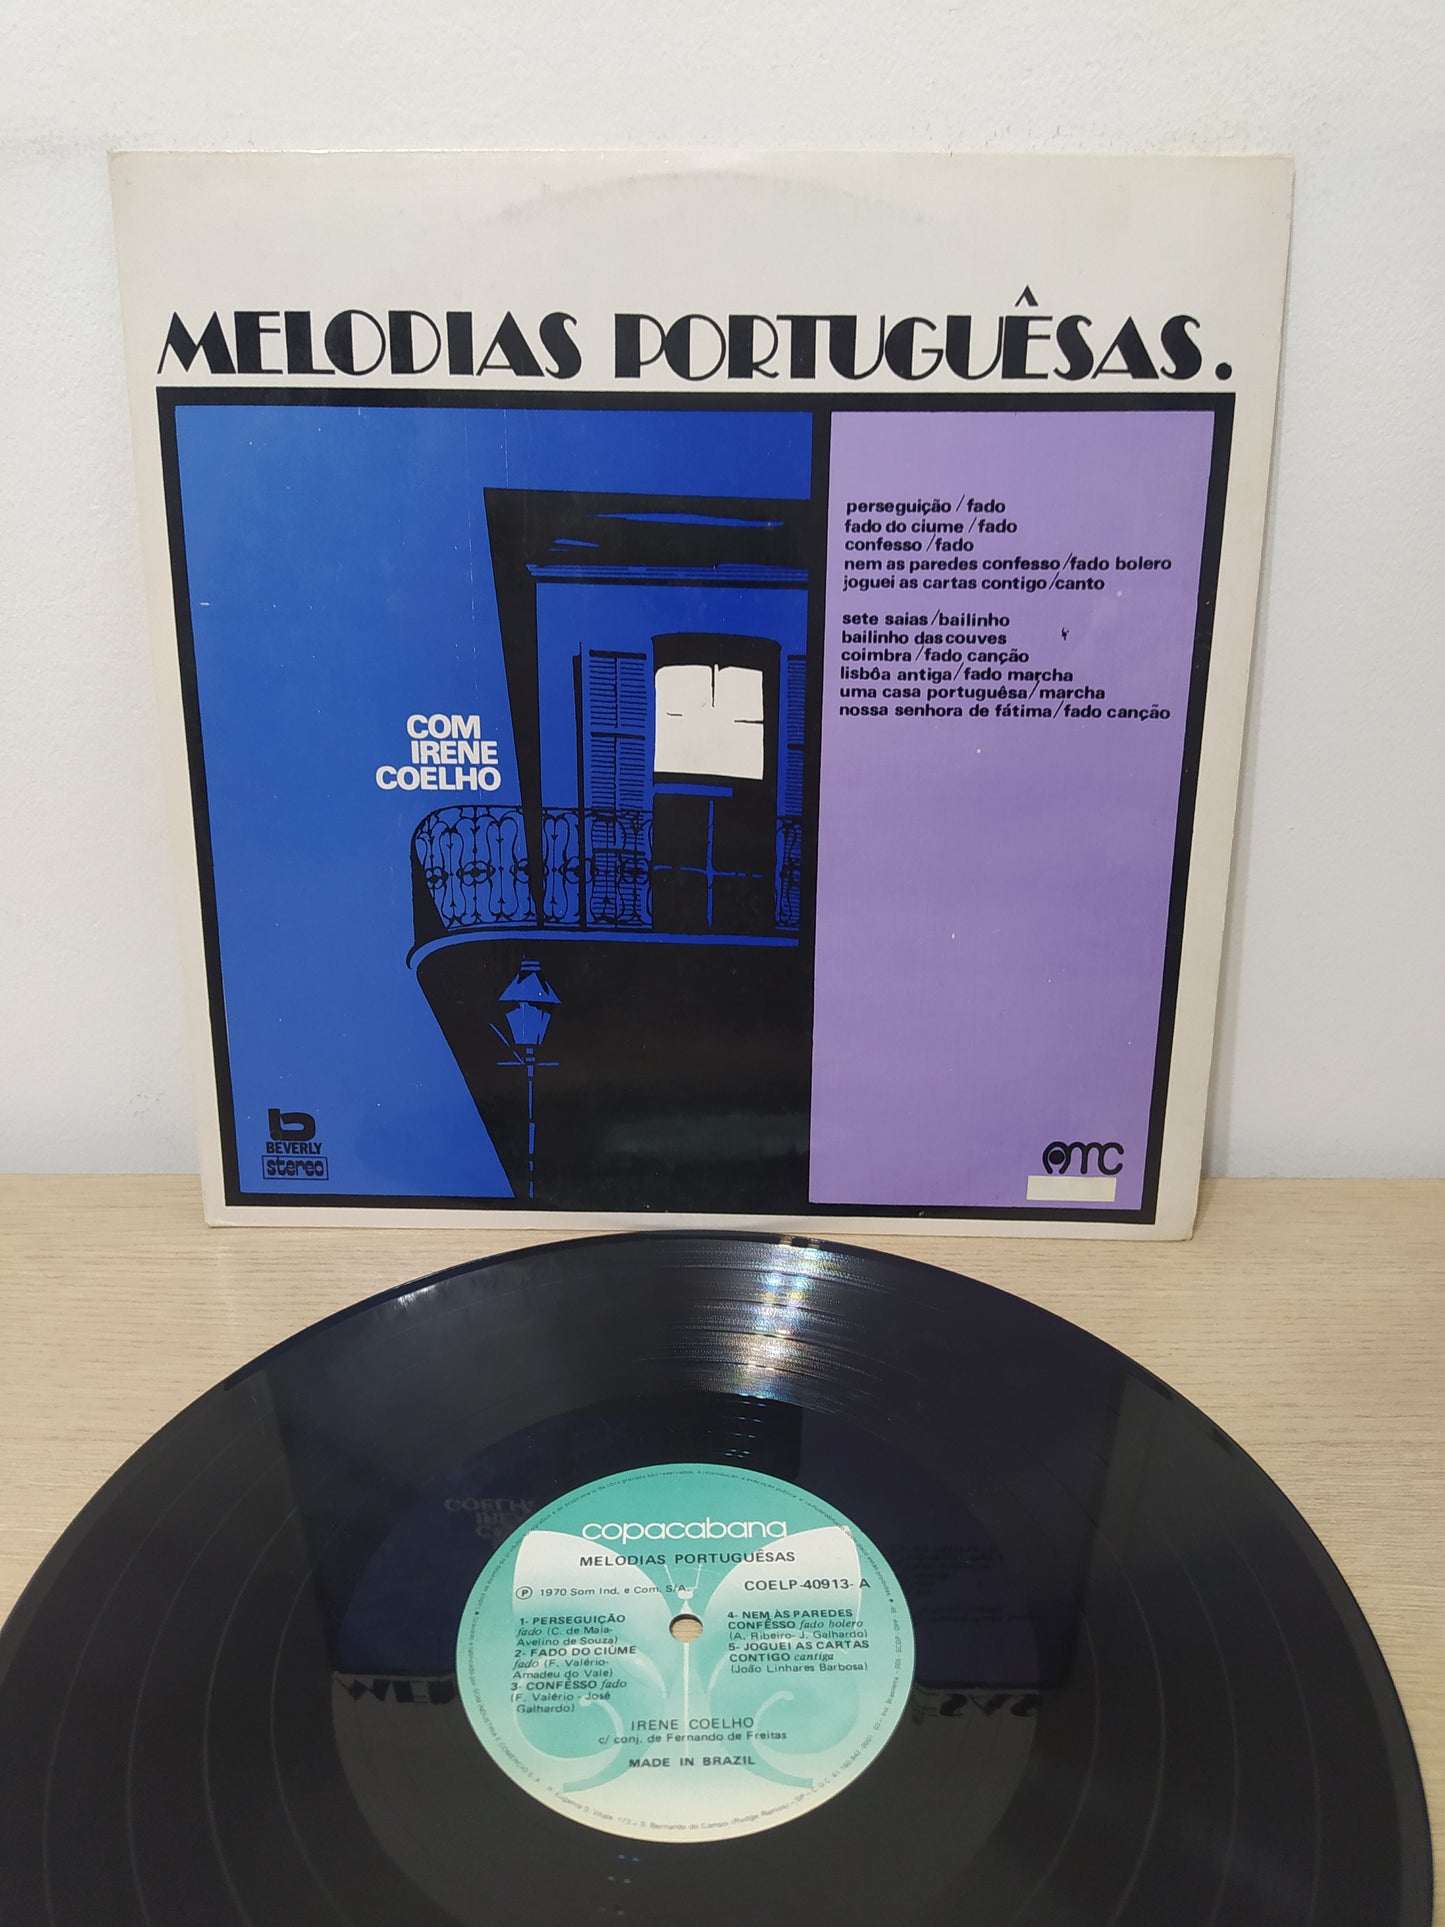 MELODIAS PORTUGUÊSAS.
perseguição / fado
fado do ciume / fado
confesso / fado
nem as paredes confesso / fado bolero
joguei as cartas contigo / canto
sete saias / bailinho
bailinho das couves
coimbra / fado canção
lisbôa antiga / fado marcha
uma casa portuguêsa / marcha
nossa senhora de fátima / fado canção
COM
IRENE
COELHO
BEVERLY
stereo
AMC
copacabana
MELODIAS PORTUGUÊSAS
Ⓟ 1970 Som Ind. e Com. S/A.
COELP-40913-A
1- PERSEGUIÇÃO
fado (C. de Maia-
Avelino de Souza)
2- FADO DO CIÚME
fado (F. Valério-
Amadeu do Vale)
3- CONFÊSSO fado
(F. Valério - José
Galhardo)
4- NEM ÀS PAREDES
CONFÊSSO fado bolero
(A. Ribeiro- J. Galhardo)
5- JOGUEI AS CARTAS
CONTIGO cantiga
(João Linhares Barbosa)
IRENE COELHO
c/ conj. de Fernando de Freitas
MADE IN BRAZIL